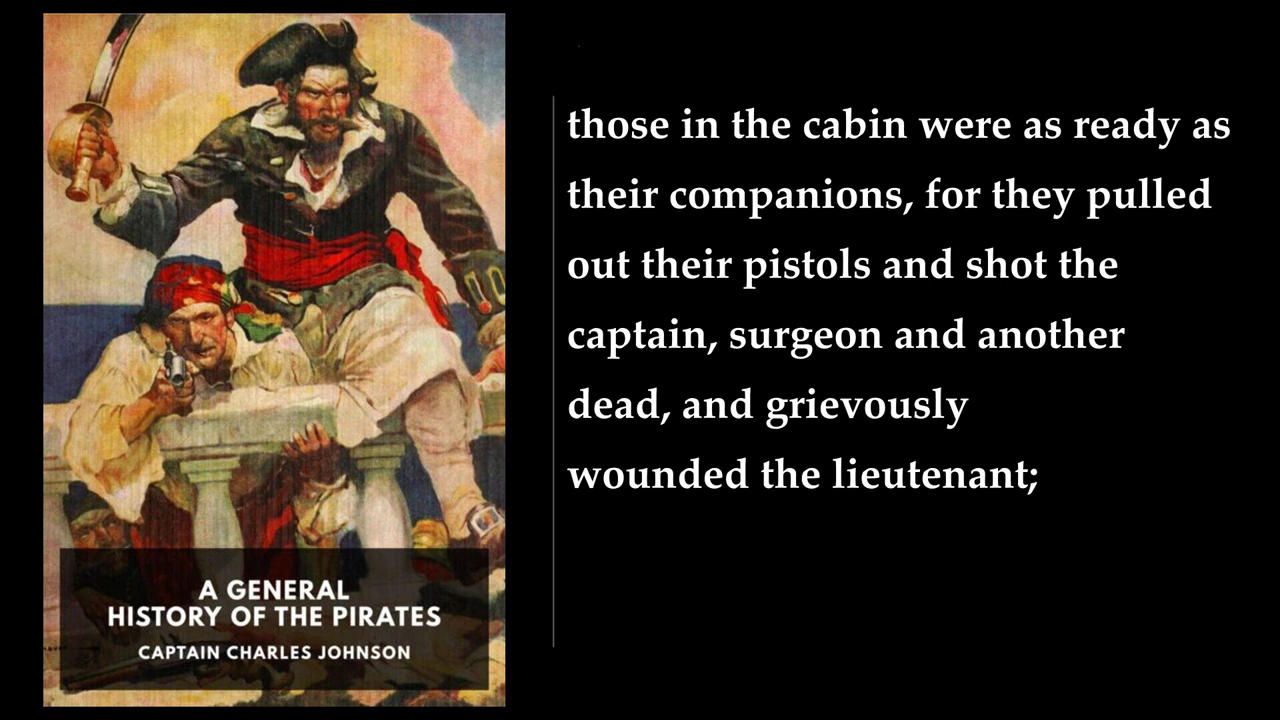 those in the cabin were as ready as
their companions, for they pulled
out their pistols and shot the
captain, surgeon and another
dead, and grievously
wounded the lieutenant;
A GENERAL
HISTORY OF THE PIRATES
CAPTAIN CHARLES JOHNSON